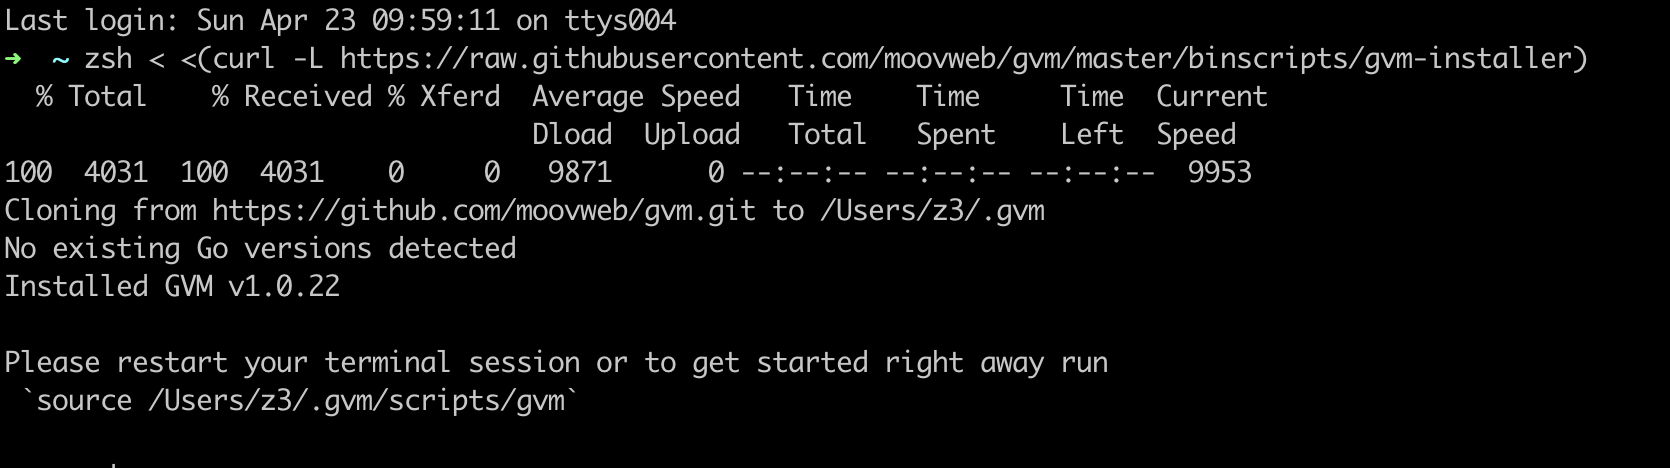 Last login: Sun Apr 23 09:59:11 on ttys004
➜  ~ zsh < <(curl -L https://raw.githubusercontent.com/moovweb/gvm/master/binscripts/gvm-installer)
  % Total    % Received % Xferd  Average Speed   Time    Time     Time  Current
                                 Dload  Upload   Total   Spent    Left  Speed
100  4031  100  4031    0     0   9871      0 --:--:-- --:--:-- --:--:--  9953
Cloning from https://github.com/moovweb/gvm.git to /Users/z3/.gvm
No existing Go versions detected
Installed GVM v1.0.22
Please restart your terminal session or to get started right away run
 `source /Users/z3/.gvm/scripts/gvm`